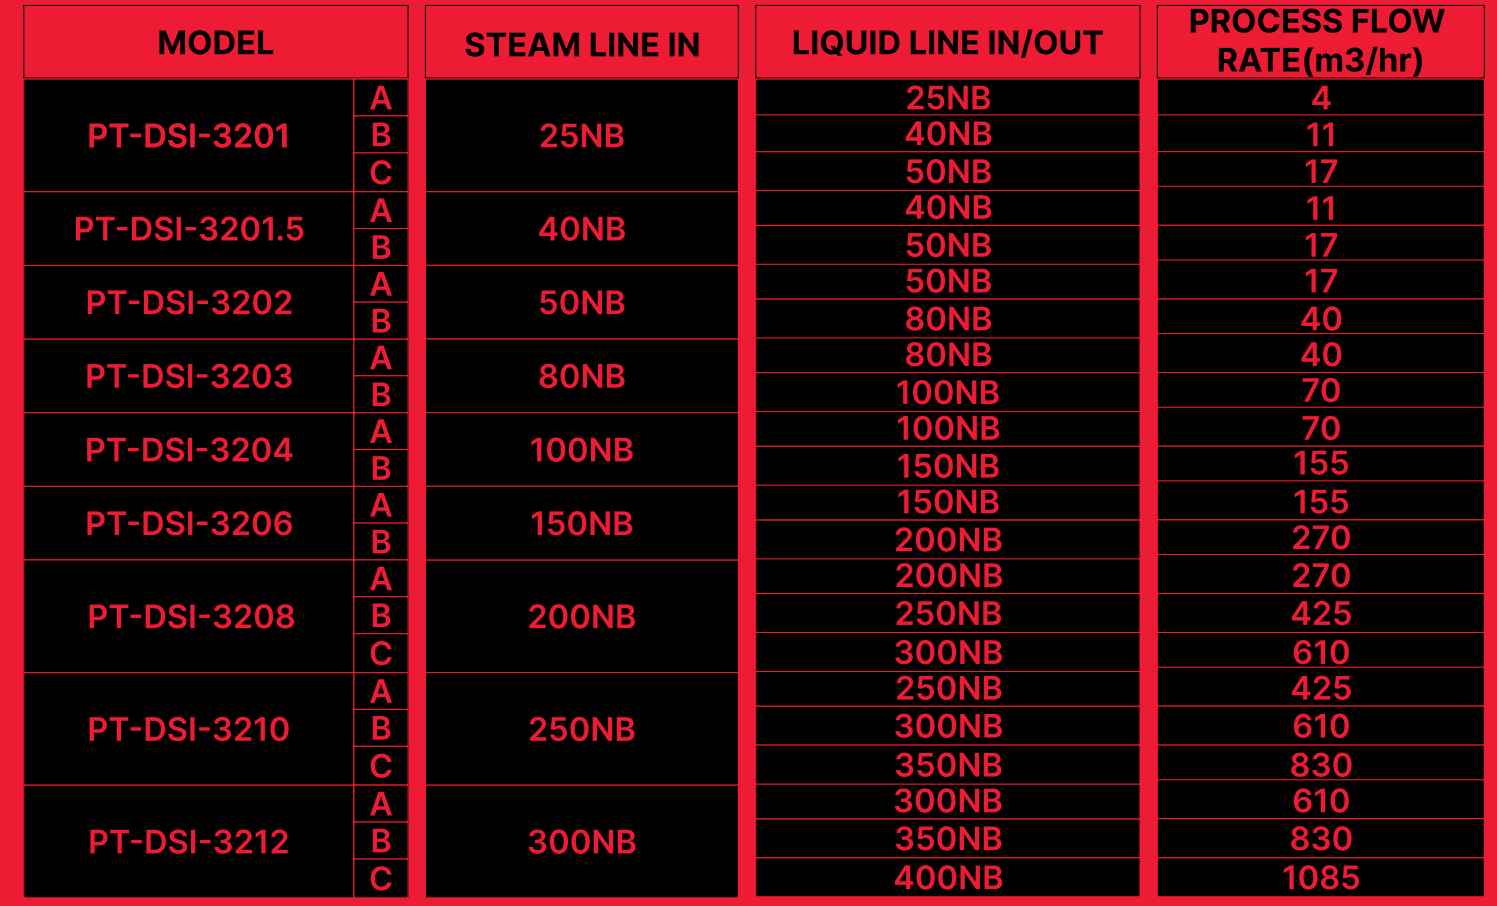 MODEL STEAM LINE IN LIQUID LINE IN/OUT PROCESS FLOW
RATE(m3/hr)
PT-DSI-3201 A 25NB 25NB 4
B 40NB 11
C 50NB 17
PT-DSI-3201.5 A 40NB 40NB 11
B 50NB 17
PT-DSI-3202 A 50NB 50NB 17
B 80NB 40
PT-DSI-3203 A 80NB 80NB 40
B 100NB 70
PT-DSI-3204 A 100NB 100NB 70
B 150NB 155
PT-DSI-3206 A 150NB 150NB 155
B 200NB 270
PT-DSI-3208 A 200NB 200NB 270
B 250NB 425
C 300NB 610
PT-DSI-3210 A 250NB 250NB 425
B 300NB 610
C 350NB 830
PT-DSI-3212 A 300NB 300NB 610
B 350NB 830
C 400NB 1085